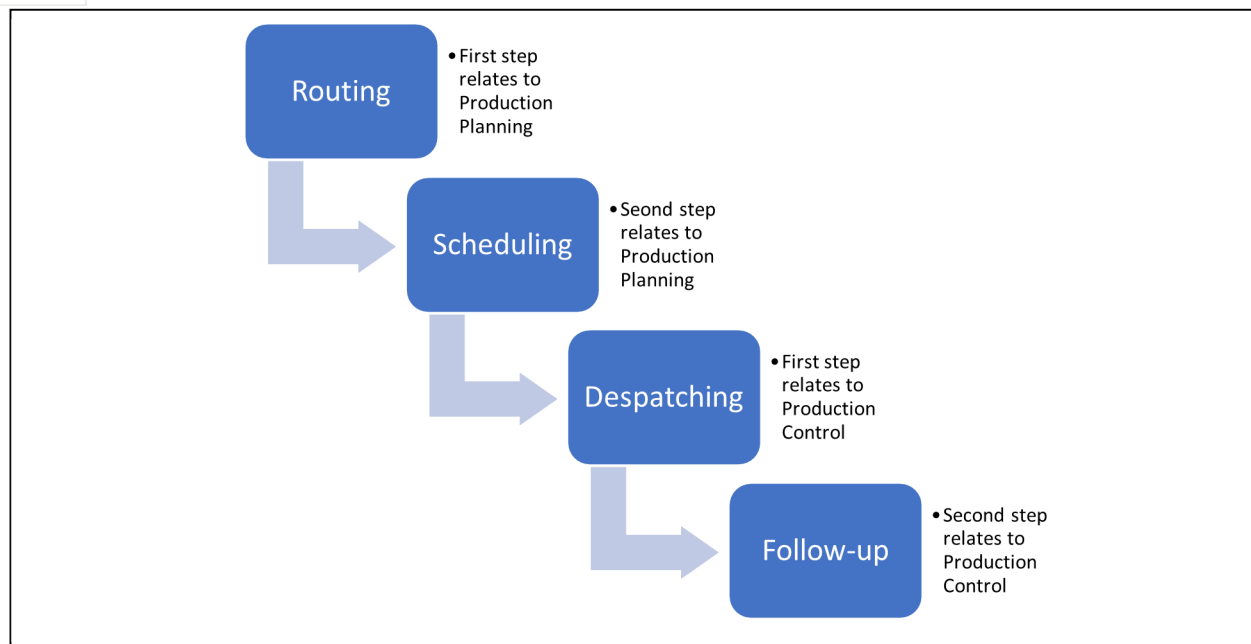 Routing
•First step
relates to
Production
Planning
Scheduling
•Seond step
relates to
Production
Planning
Despatching
•First step
relates to
Production
Control
Follow-up
•Second step
relates to
Production
Control